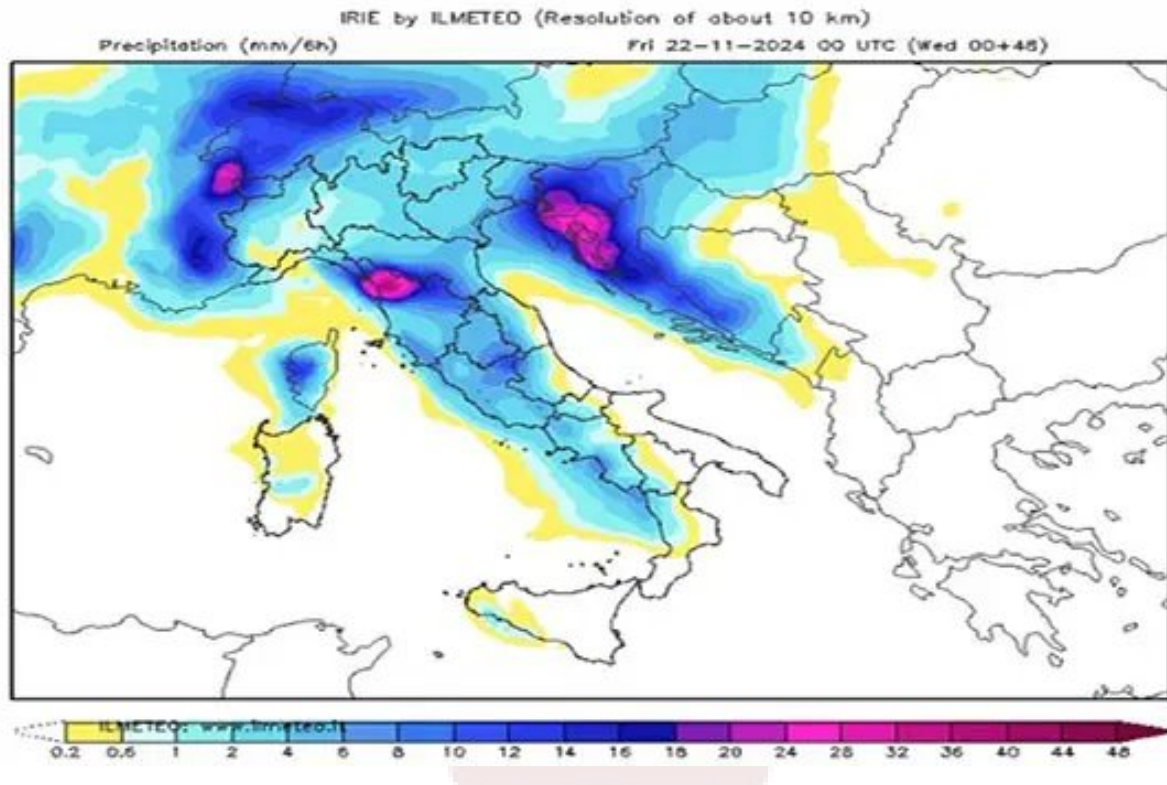 IRIE by ILMETEO (Resolution of about 10 km)
Precipitation (mm/6h) Fri 22-11-2024 00 UTC (Wed 00+48)
ILMETEO: www.ilmeteo.it
0.2 0.6 1 2 4 6 8 10 12 14 16 18 20 24 28 32 36 40 44 48